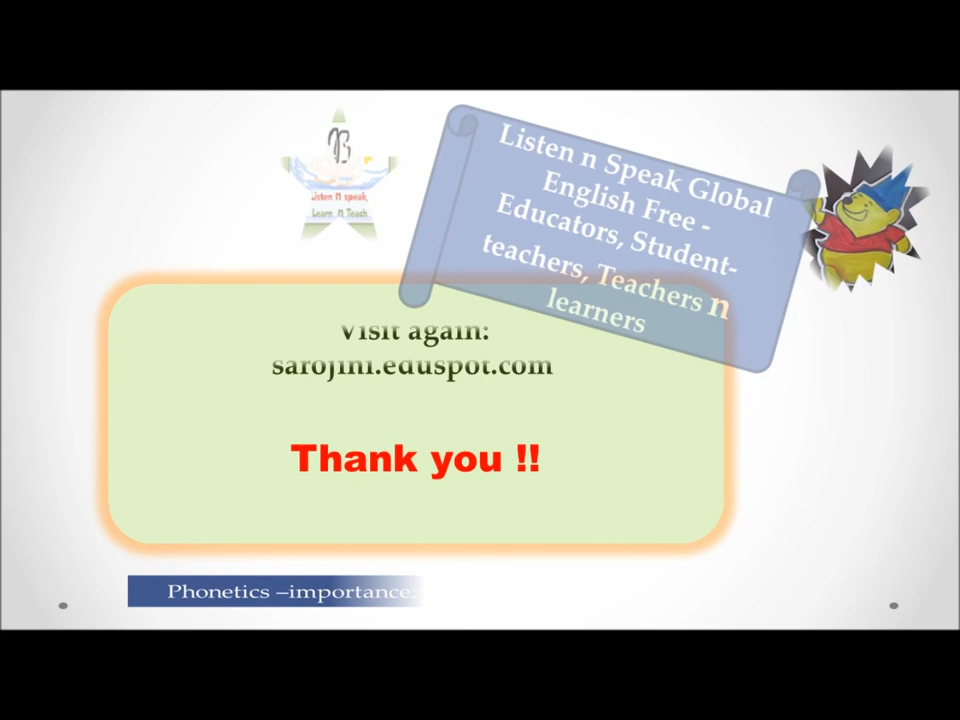 Listen n speak,
Learn n Teach
Listen n Speak Global
English Free -
Educators, Student-
teachers, Teachers n
learners
Visit again:
sarojini.eduspot.com
Thank you !!
Phonetics –importance: